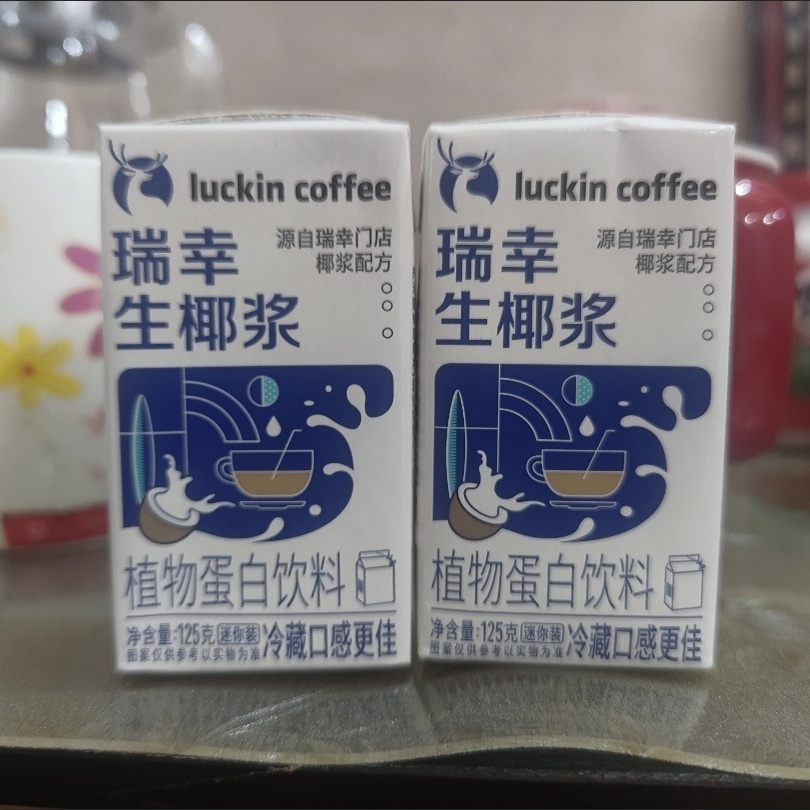 luckin coffee
瑞幸
生椰浆
源自瑞幸门店
椰浆配方
植物蛋白饮料
净含量:125克 迷你装
图案仅供参考以实物为准
冷藏口感更佳
luckin coffee
瑞幸
生椰浆
源自瑞幸门店
椰浆配方
植物蛋白饮料
净含量:125克 迷你装
图案仅供参考以实物为准
冷藏口感更佳